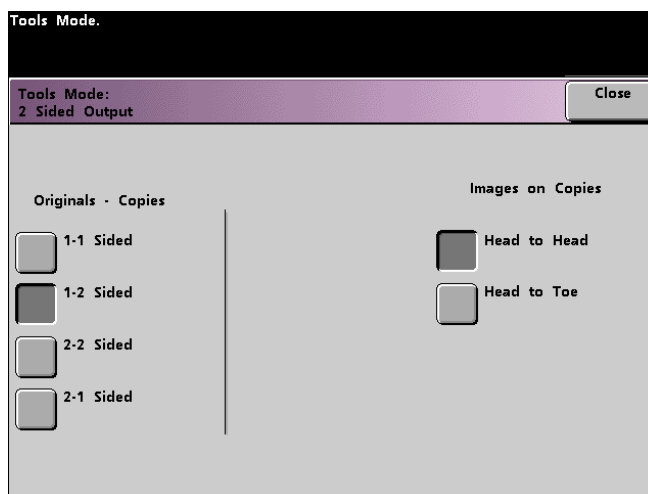 Tools Mode.
Tools Mode:
2 Sided Output
Close
Originals - Copies
1-1 Sided
1-2 Sided
2-2 Sided
2-1 Sided
Images on Copies
Head to Head
Head to Toe